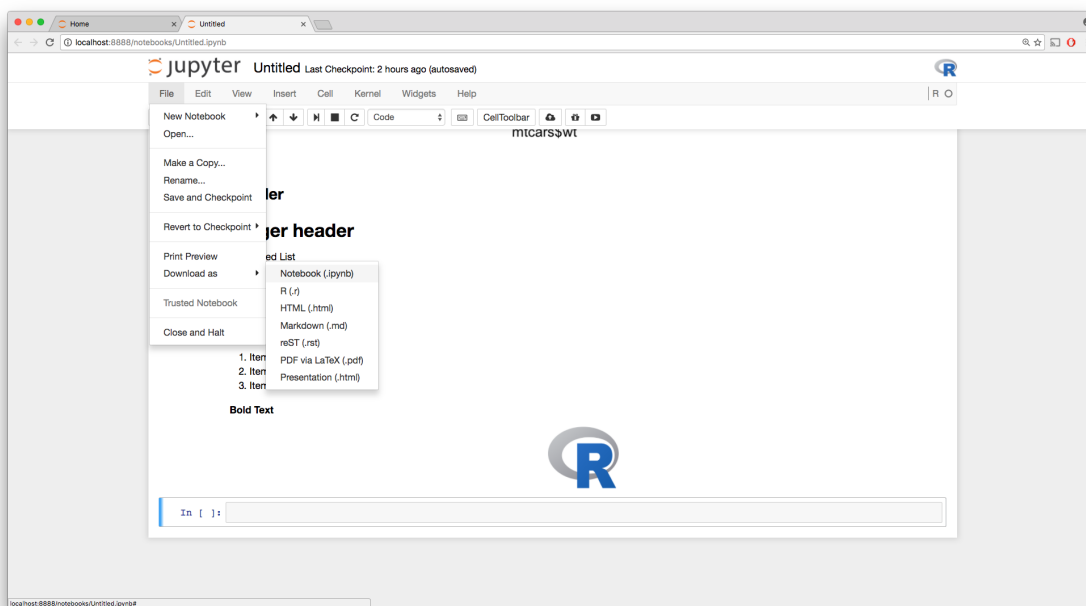 Home
Untitled
localhost:8888/notebooks/Untitled.ipynb
jupyter Untitled Last Checkpoint: 2 hours ago (autosaved)
R
File Edit View Insert Cell Kernel Widgets Help
R
New Notebook
Code
CellToolbar
Open...
mtcars$wt
Make a Copy...
Rename...
Save and Checkpoint
ler
Revert to Checkpoint
ger header
Print Preview
ed List
Download as
Notebook (.ipynb)
R (.r)
HTML (.html)
Markdown (.md)
reST (.rst)
PDF via LaTeX (.pdf)
Presentation (.html)
Trusted Notebook
Close and Halt
1. Iten
2. Iten
3. Iten
Bold Text
R
In [ ]:
localhost:8888/notebooks/Untitled.ipynb#